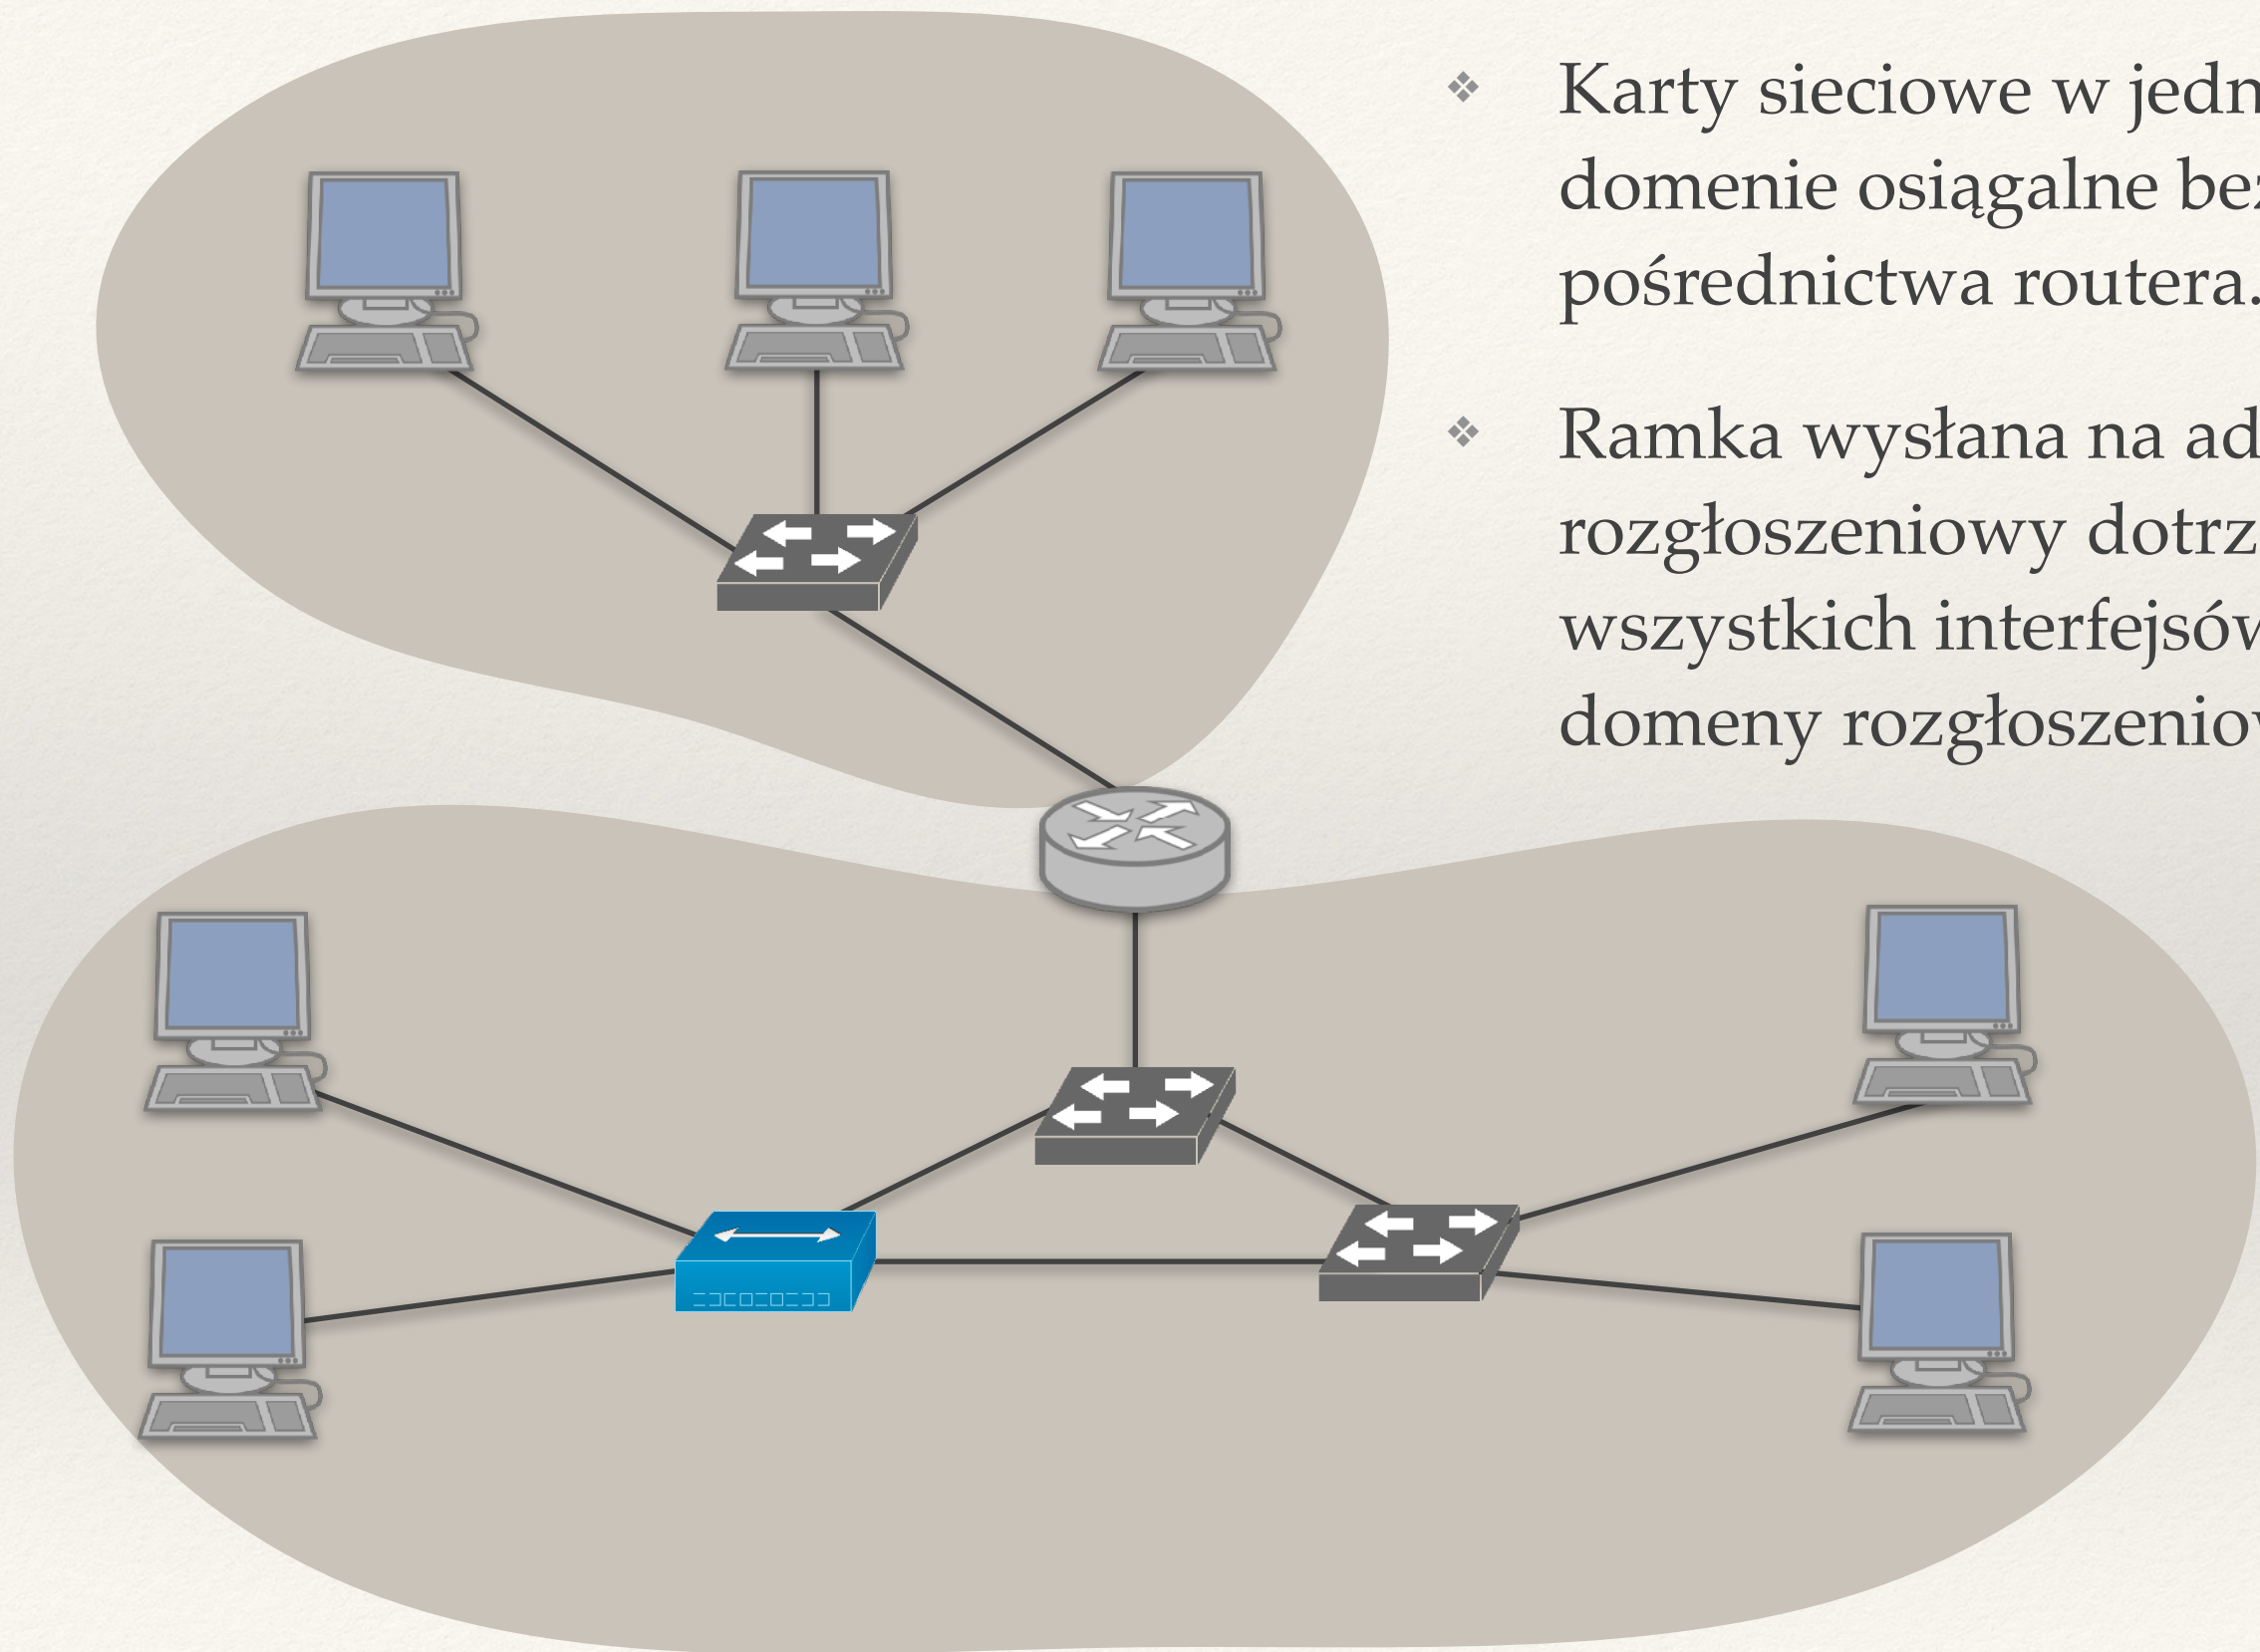 ❖ Karty sieciowe w jedn
domenie osiągalne bez
pośrednictwa routera.
❖ Ramka wysłana na ad
rozgłoszeniowy dotrz
wszystkich interfejsów
domeny rozgłoszeniow